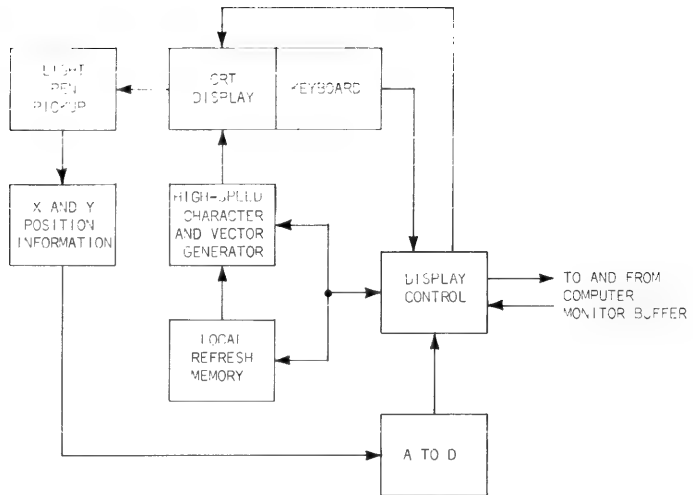 LIGHT
PEN
PICKUP
CRT
DISPLAY
KEYBOARD
X AND Y
POSITION
INFORMATION
HIGH-SPEED
CHARACTER
AND VECTOR
GENERATOR
DISPLAY
CONTROL
TO AND FROM
COMPUTER
MONITOR BUFFER
LOCAL
REFRESH
MEMORY
A TO D